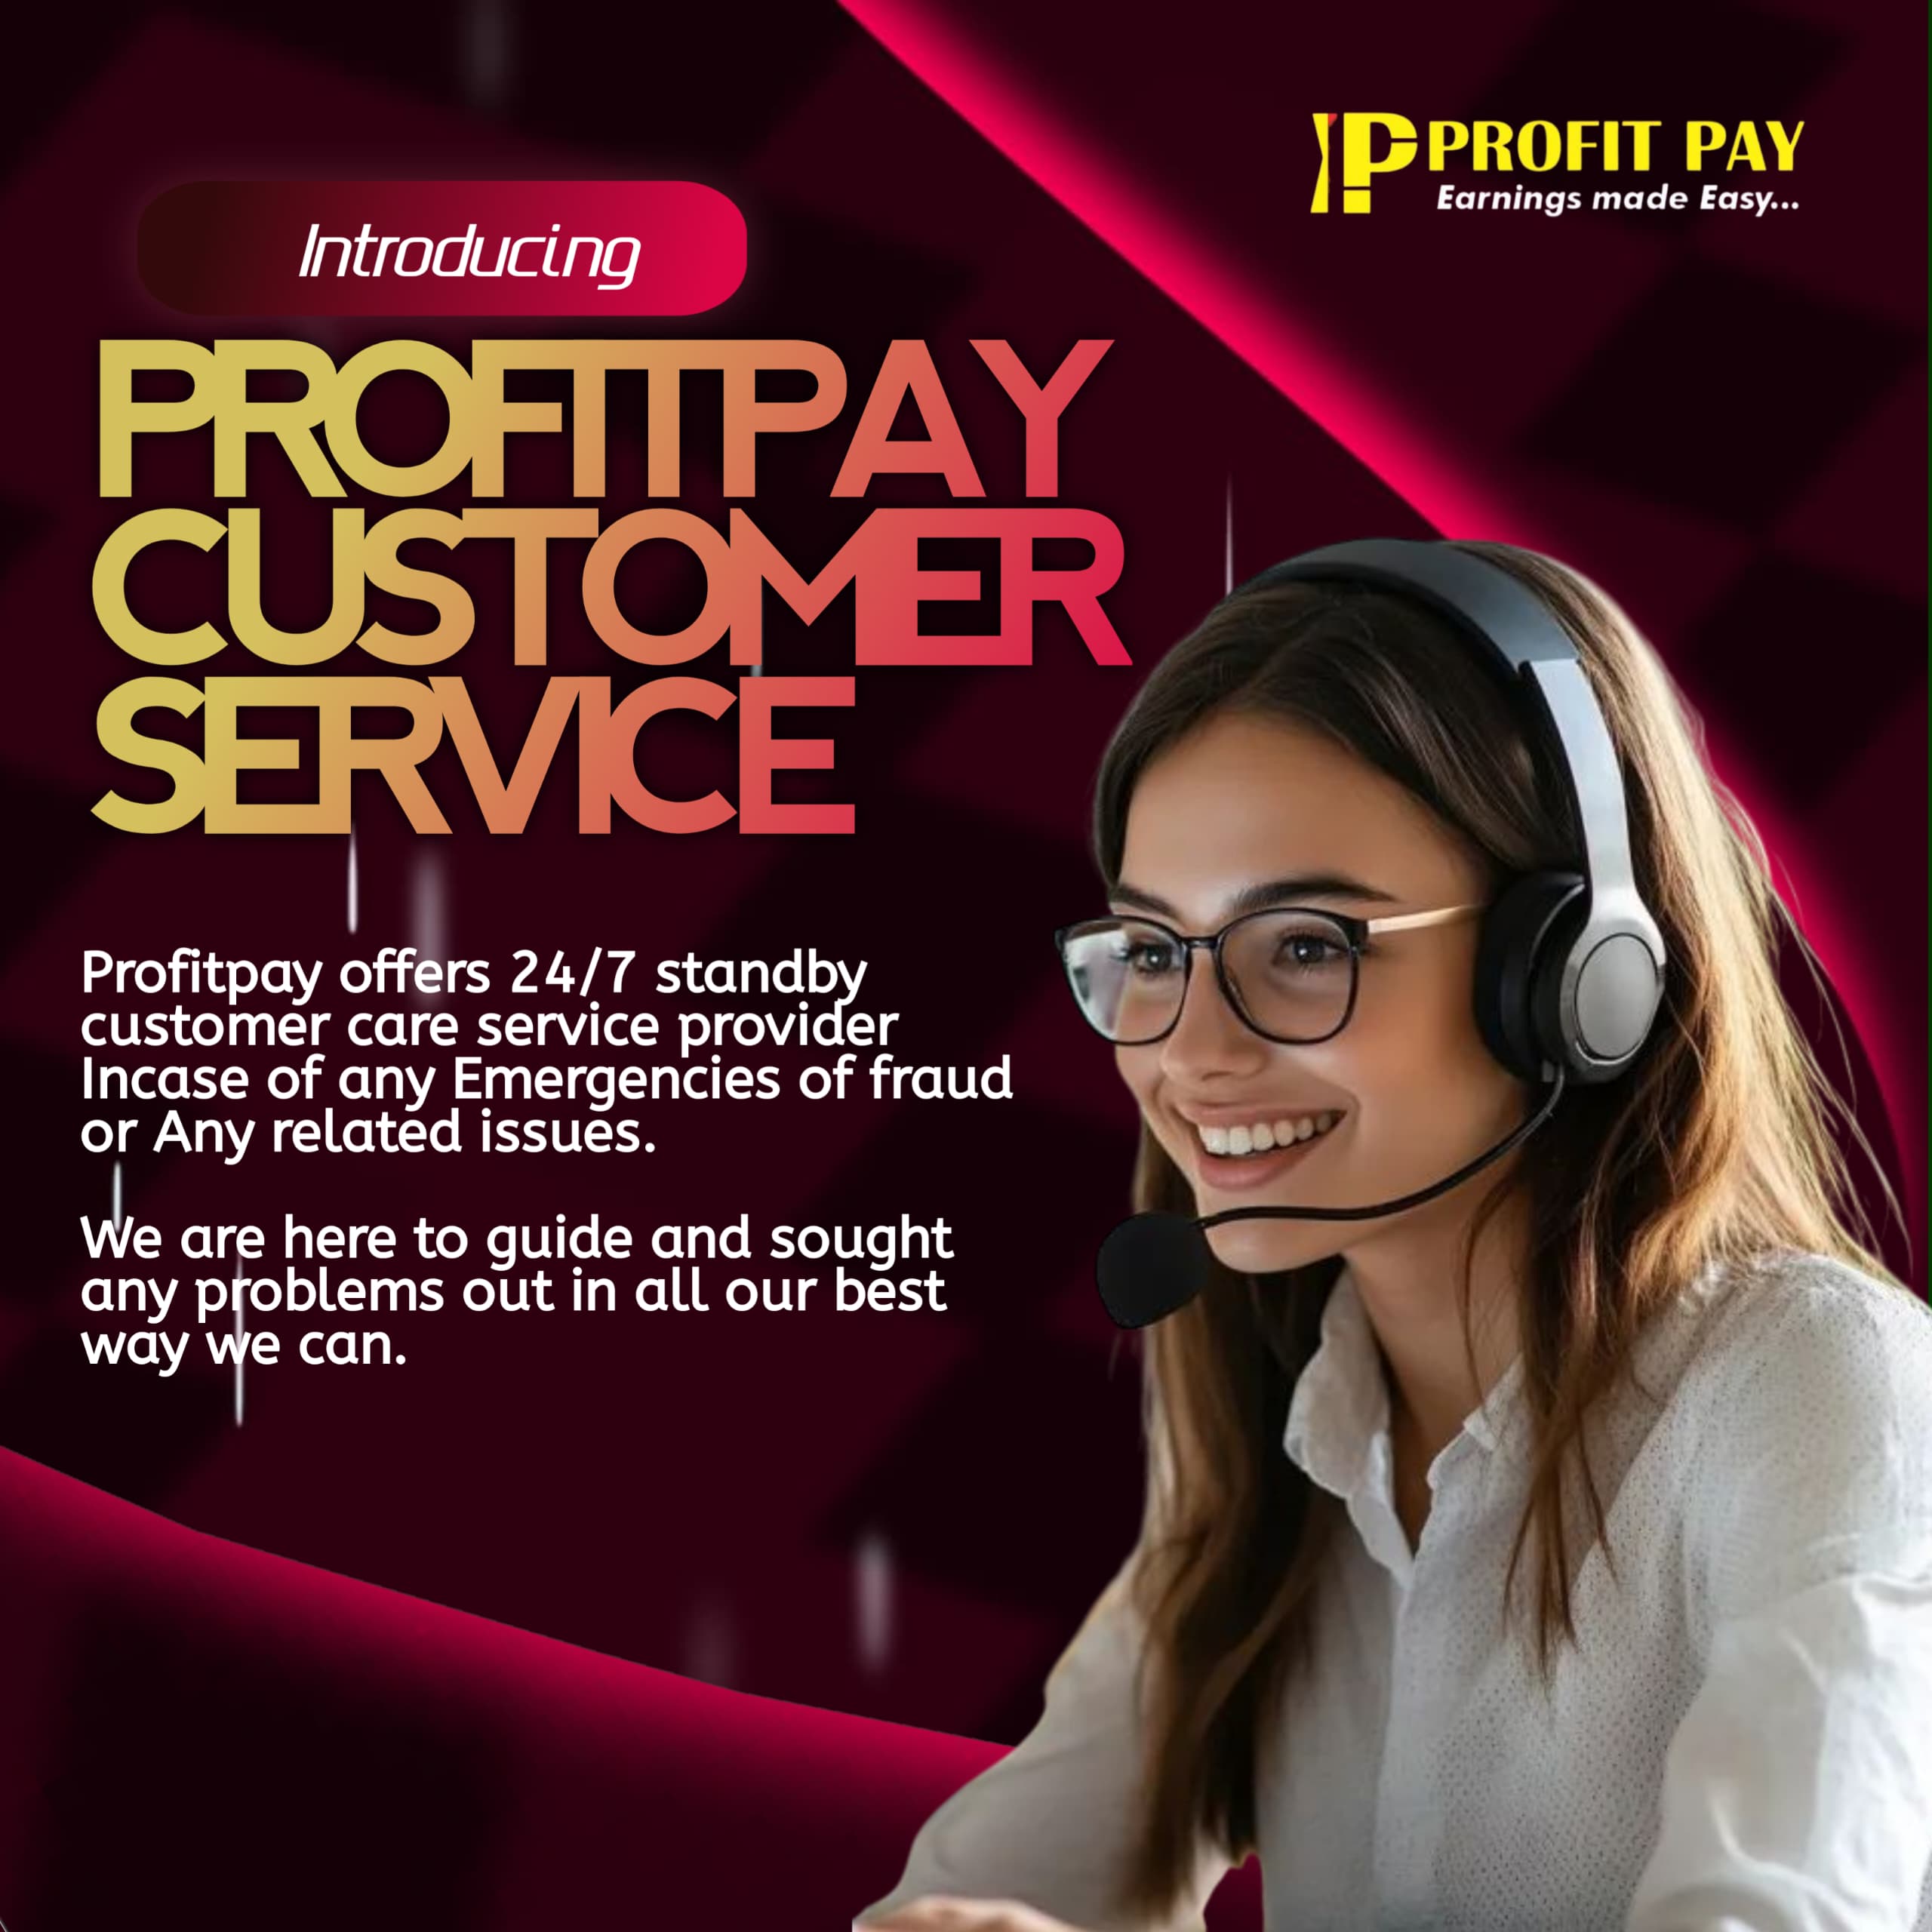 PROFIT PAY
Earnings made Easy...
Introducing
PROFITPAY
CUSTOMER
SERVICE
Profitpay offers 24/7 standby
customer care service provider
Incase of any Emergencies of fraud
or Any related issues.
We are here to guide and sought
any problems out in all our best
way we can.